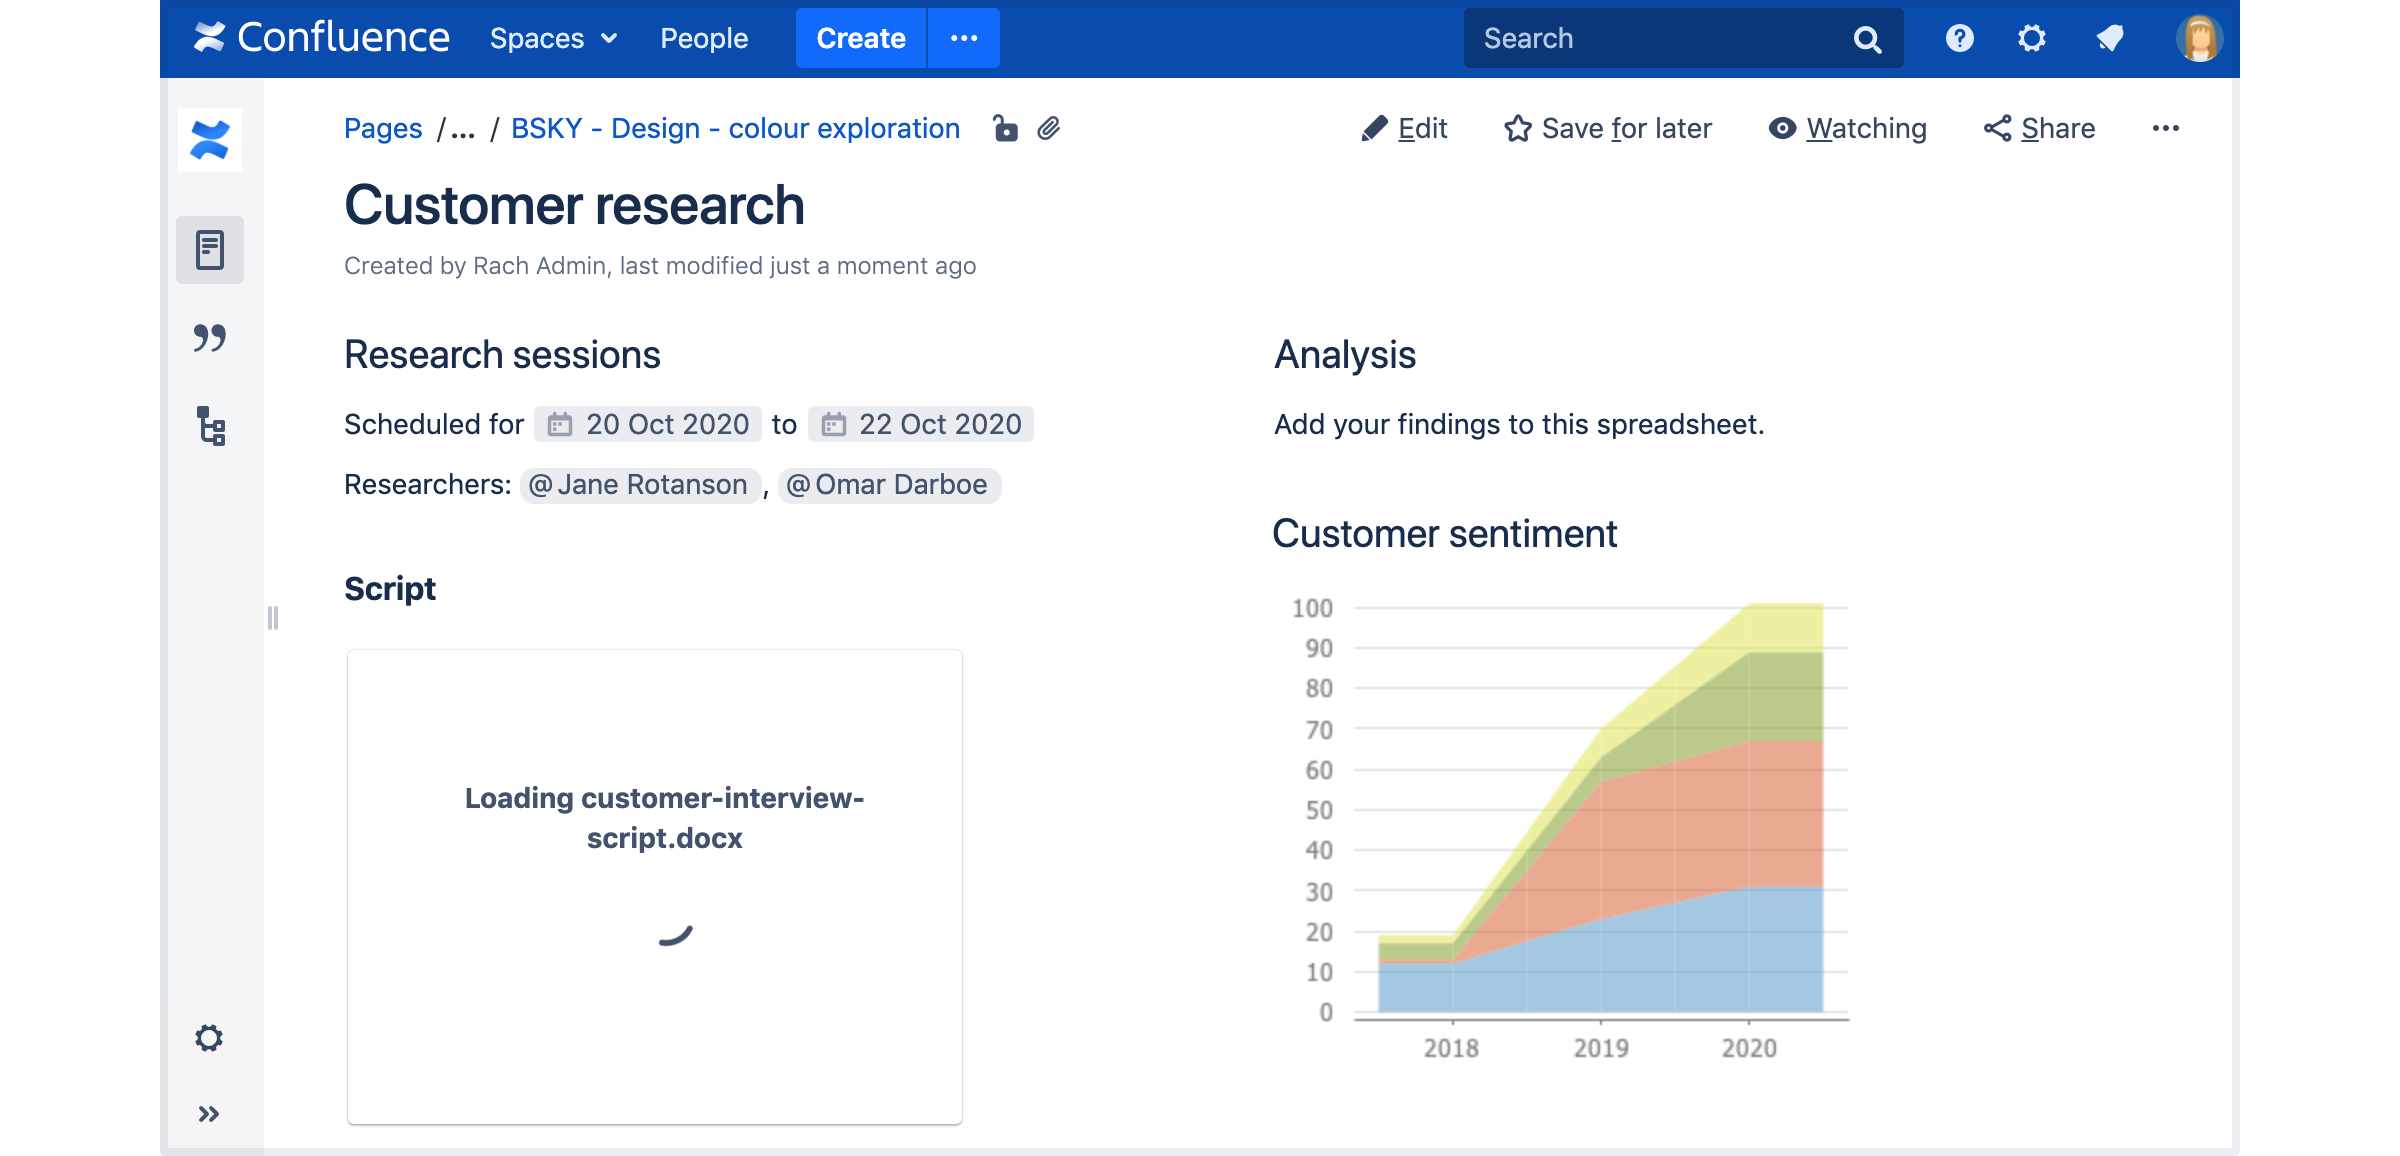 Confluence Spaces People Create ••• Search
Pages / ... / BSKY - Design - colour exploration Edit Save for later Watching Share •••
Customer research
Created by Rach Admin, last modified just a moment ago
Research sessions
Scheduled for 20 Oct 2020 to 22 Oct 2020
Researchers: @Jane Rotanson , @Omar Darboe
Script
Loading customer-interview-
script.docx
Analysis
Add your findings to this spreadsheet.
Customer sentiment
100
90
80
70
60
50
40
30
20
10
0
2018 2019 2020